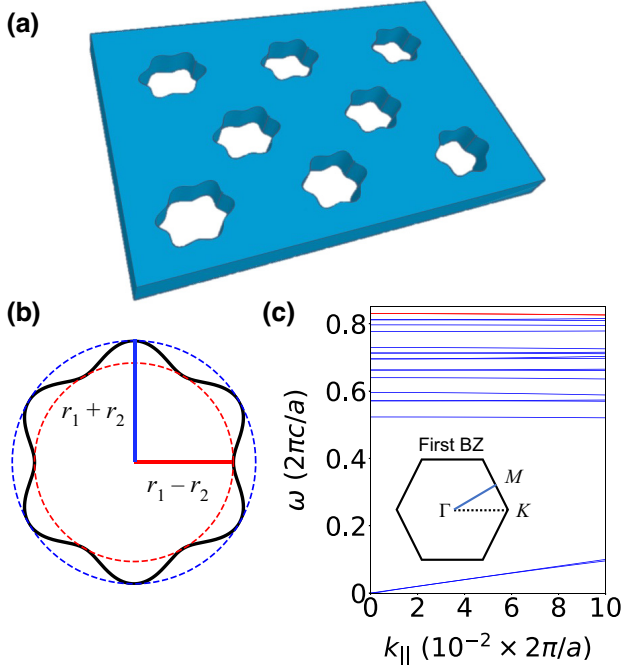 (a)
(b)
r₁ + r₂
r₁ − r₂
(c)
0.8
0.6
0.4
0.2
0
ω (2πc/a)
First BZ
M
Γ
K
0 2 4 6 8 10
k|| (10⁻² × 2π/a)